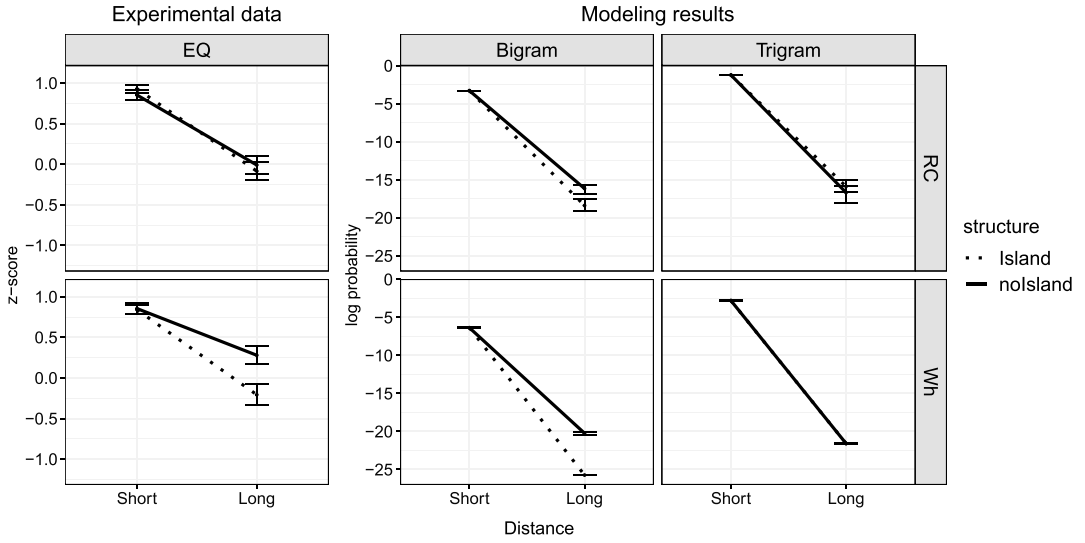 Experimental data
Modeling results
EQ
Bigram
Trigram
1.0
0.5
0.0
−0.5
−1.0
0
−5
−10
−15
−20
−25
RC
1.0
0.5
0.0
−0.5
−1.0
0
−5
−10
−15
−20
−25
Wh
z−score
log probability
Short Long
Short Long
Short Long
Distance
structure
Island
noIsland